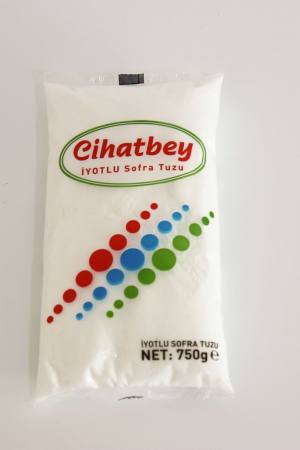 Cihatbey
İYOTLU Sofra Tuzu
İYOTLU SOFRA TUZU
NET: 750g ℮